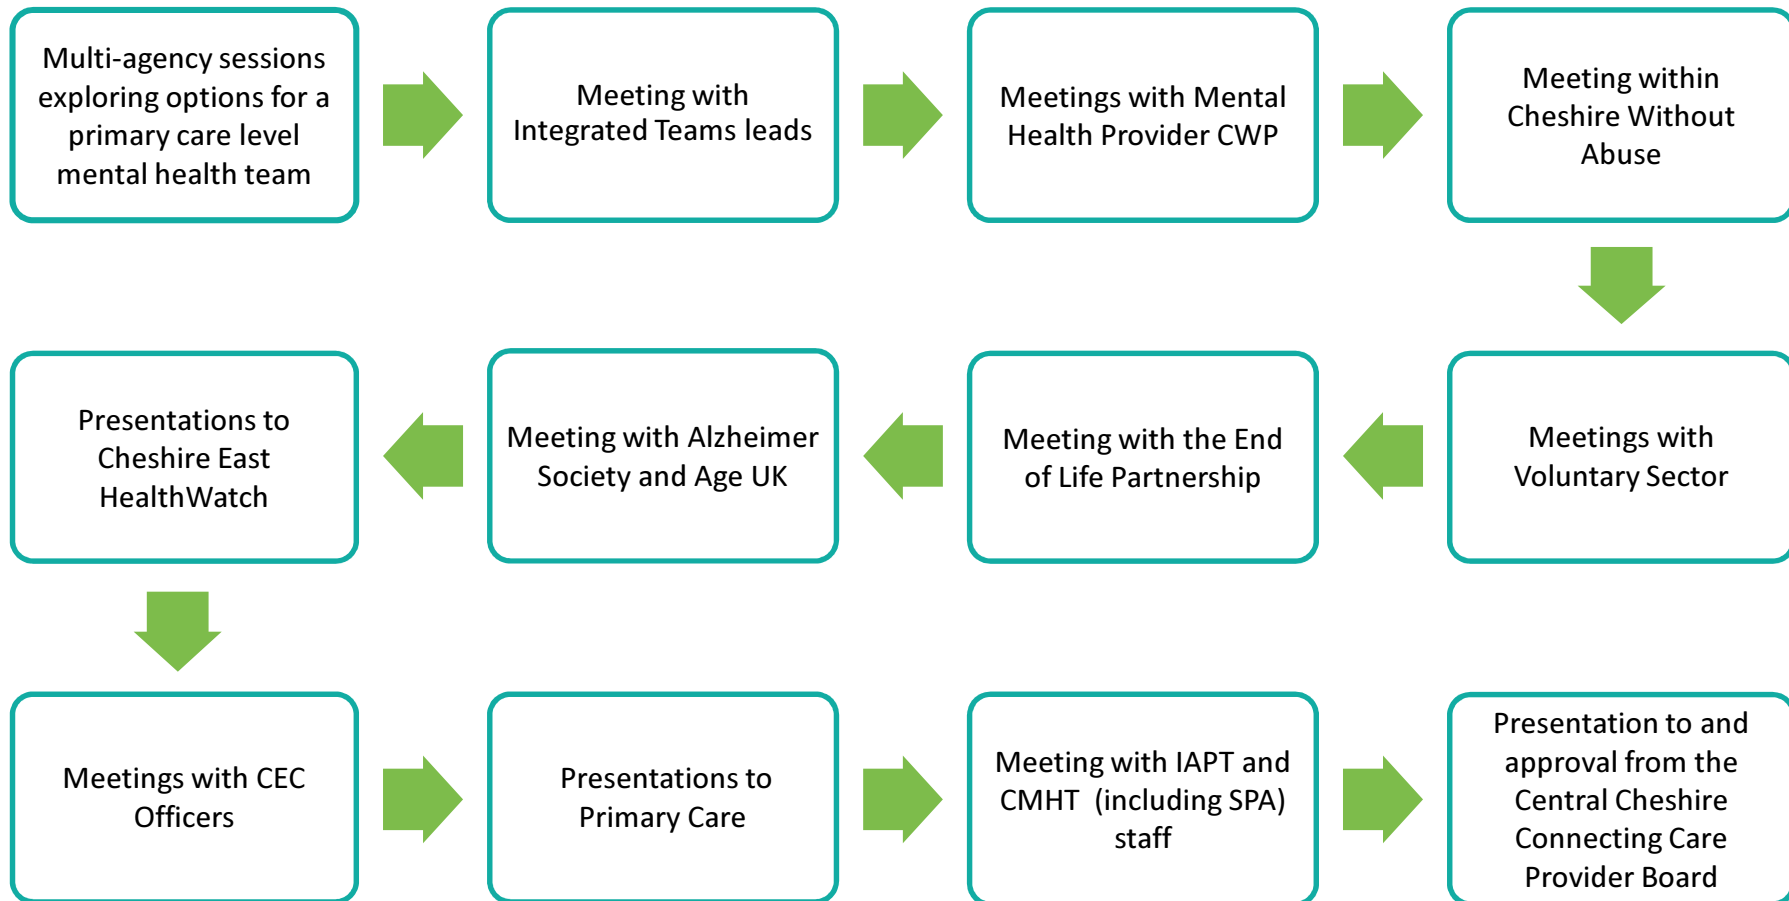 Multi-agency sessions
exploring options for a
primary care level
mental health team
Meeting with
Integrated Teams leads
Meetings with Mental
Health Provider CWP
Meeting within
Cheshire Without
Abuse
Meetings with
Voluntary Sector
Meeting with the End
of Life Partnership
Meeting with Alzheimer
Society and Age UK
Presentations to
Cheshire East
HealthWatch
Meetings with CEC
Officers
Presentations to
Primary Care
Meeting with IAPT and
CMHT (including SPA)
staff
Presentation to and
approval from the
Central Cheshire
Connecting Care
Provider Board